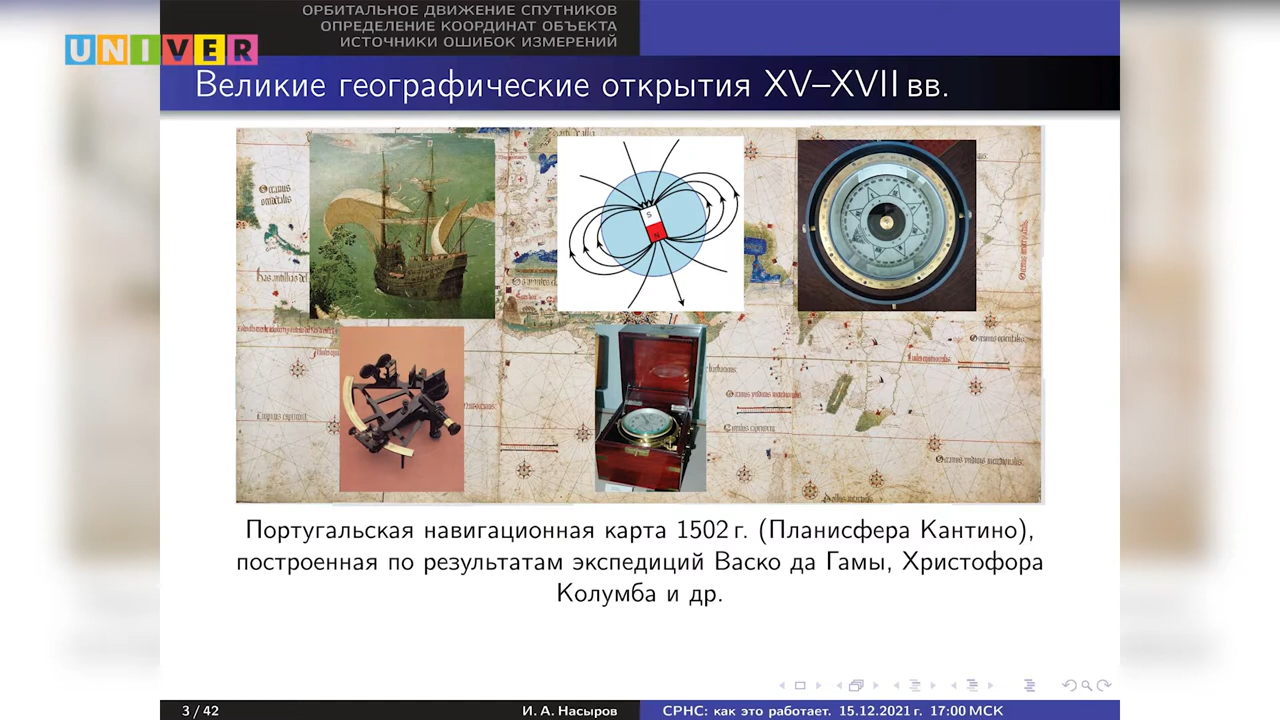 ОРБИТАЛЬНОЕ ДВИЖЕНИЕ СПУТНИКОВ
ОПРЕДЕЛЕНИЕ КООРДИНАТ ОБЪЕКТА
ИСТОЧНИКИ ОШИБОК ИЗМЕРЕНИЙ
UNIVER
Великие географические открытия XV–XVII вв.
S
N
Португальская навигационная карта 1502 г. (Планисфера Кантино),
построенная по результатам экспедиций Васко да Гамы, Христофора
Колумба и др.
3 / 42
И. А. Насыров
СРНС: как это работает. 15.12.2021 г. 17:00 МСК